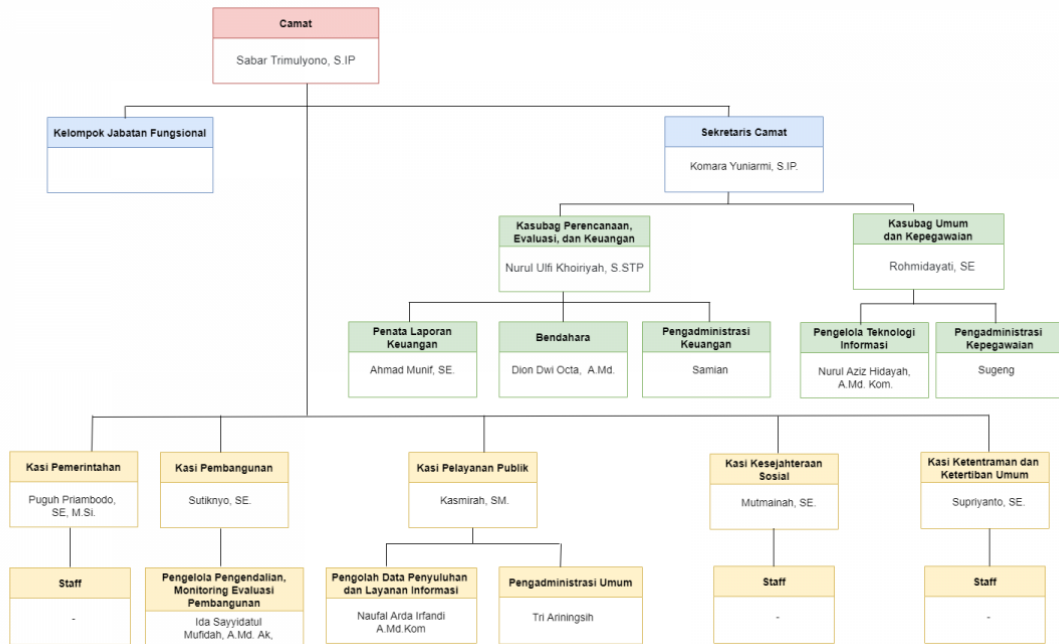 Camat
Sabar Trimulyono, S.IP
Kelompok Jabatan Fungsional
Sekretaris Camat
Komara Yuniarmi, S.IP.
Kasubag Perencanaan,
Evaluasi, dan Keuangan
Nurul Ulfi Khoiriyah, S.STP
Kasubag Umum
dan Kepegawaian
Rohmidayati, SE
Penata Laporan
Keuangan
Ahmad Munif, SE.
Bendahara
Dion Dwi Octa, A.Md.
Pengadministrasi
Keuangan
Samian
Pengelola Teknologi
Informasi
Nurul Aziz Hidayah,
A.Md. Kom.
Pengadministrasi
Kepegawaian
Sugeng
Kasi Pemerintahan
Puguh Priambodo,
SE, M.Si.
Kasi Pembangunan
Sutiknyo, SE.
Kasi Pelayanan Publik
Kasmirah, SM.
Kasi Kesejahteraan
Sosial
Mutmainah, SE.
Kasi Ketentraman dan
Ketertiban Umum
Supriyanto, SE.
Staff
-
Pengelola Pengendalian,
Monitoring Evaluasi
Pembangunan
Ida Sayyidatul
Mufidah, A.Md. Ak,
Pengolah Data Penyuluhan
dan Layanan Informasi
Naufal Arda Irfandi
A.Md.Kom
Pengadministrasi Umum
Tri Ariningsih
Staff
-
Staff
-